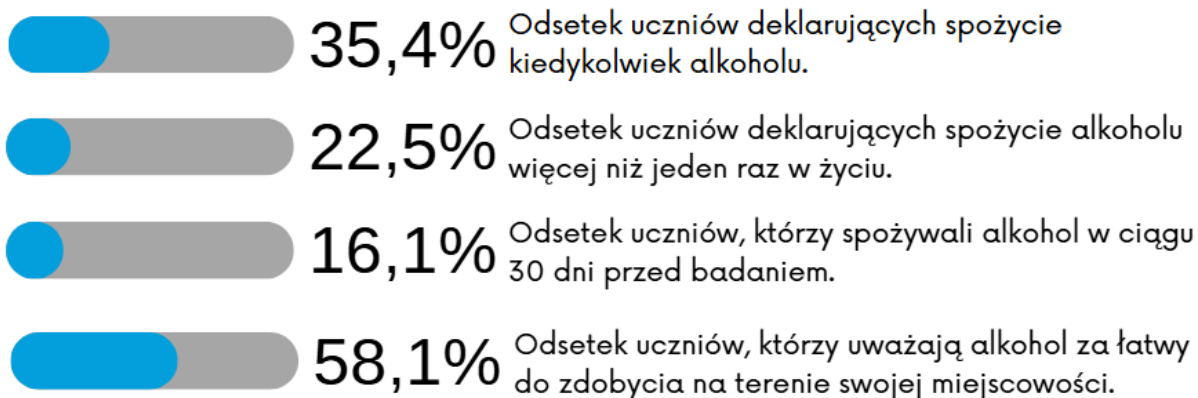 35,4% Odsetek uczniów deklarujących spożycie
kiedykolwiek alkoholu.
22,5% Odsetek uczniów deklarujących spożycie alkoholu
więcej niż jeden raz w życiu.
16,1% Odsetek uczniów, którzy spożywali alkohol w ciągu
30 dni przed badaniem.
58,1% Odsetek uczniów, którzy uważają alkohol za łatwy
do zdobycia na terenie swojej miejscowości.